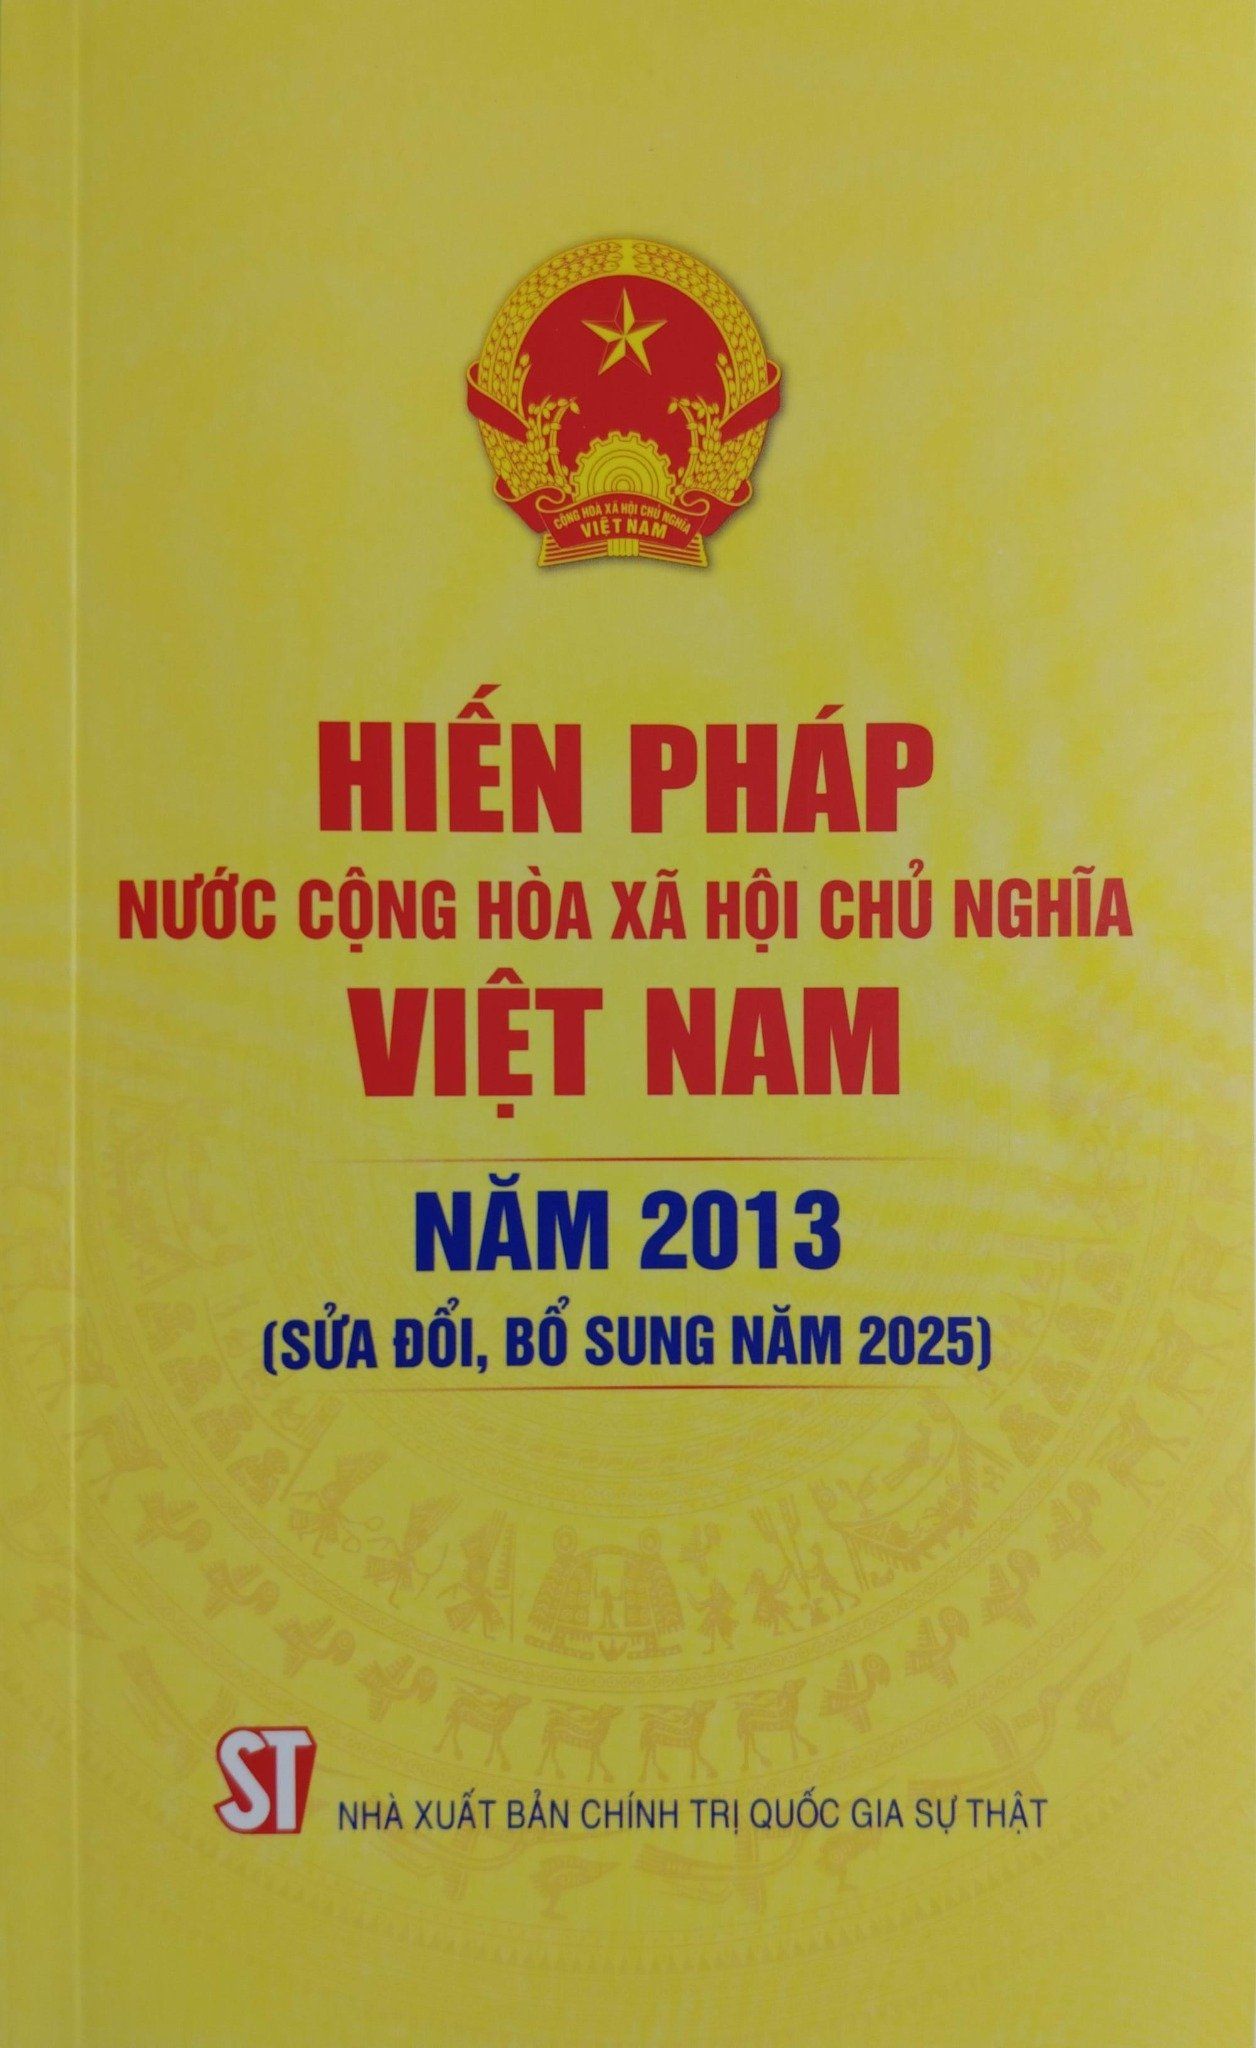 CỘNG HOÀ XÃ HỘI CHỦ NGHĨA
VIỆT NAM
HIẾN PHÁP
NƯỚC CỘNG HÒA XÃ HỘI CHỦ NGHĨA
VIỆT NAM
NĂM 2013
(SỬA ĐỔI, BỔ SUNG NĂM 2025)
ST
NHÀ XUẤT BẢN CHÍNH TRỊ QUỐC GIA SỰ THẬT